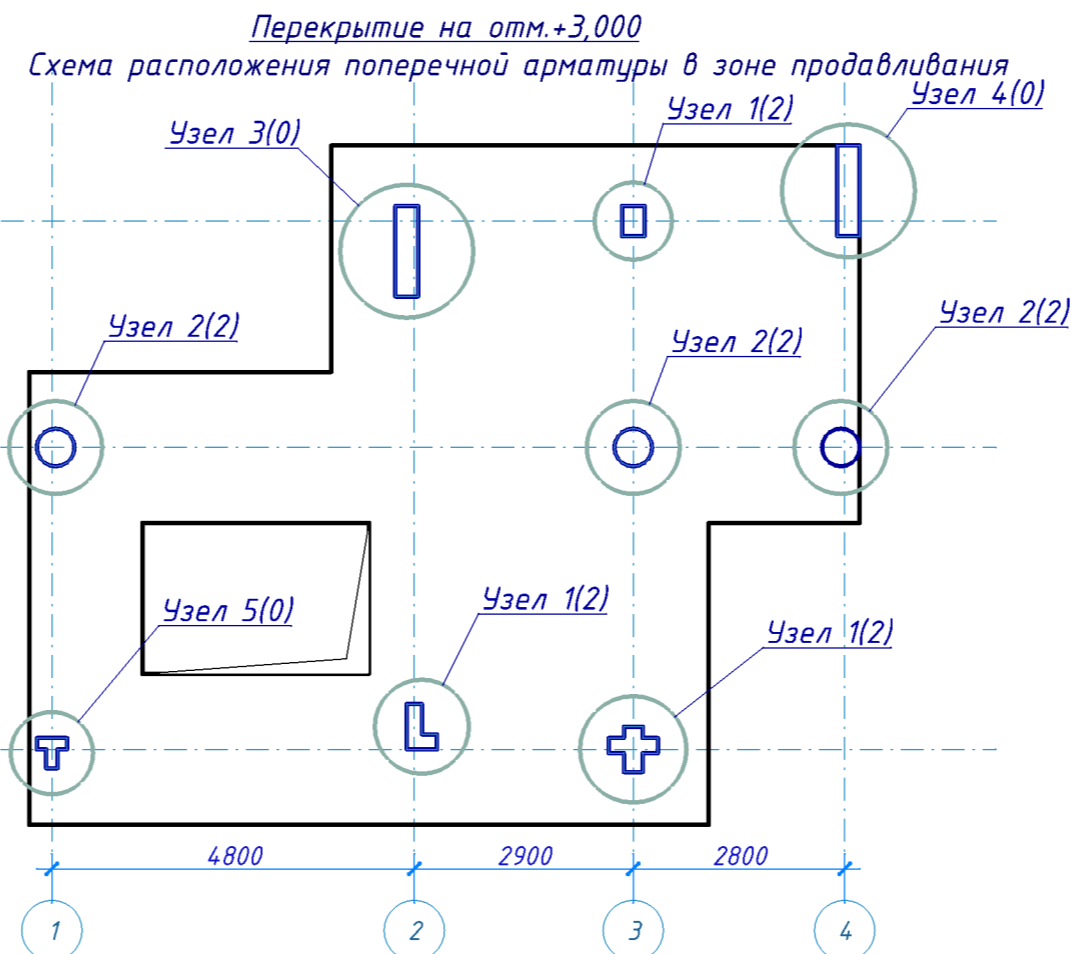 Перекрытие на отм.+3,000
Схема расположения поперечной арматуры в зоне продавливания
Узел 4(0)
Узел 1(2)
Узел 3(0)
Узел 2(2)
Узел 2(2)
Узел 2(2)
Узел 5(0)
Узел 1(2)
Узел 1(2)
4800 2900 2800
1 2 3 4